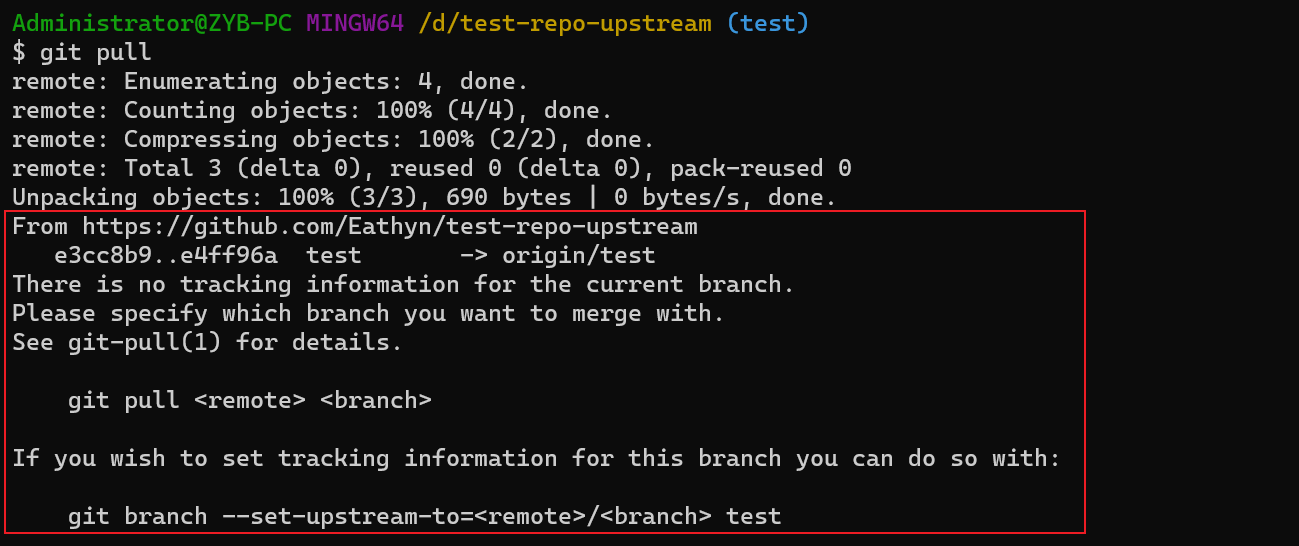 Administrator@ZYB-PC MINGW64 /d/test-repo-upstream (test)
$ git pull
remote: Enumerating objects: 4, done.
remote: Counting objects: 100% (4/4), done.
remote: Compressing objects: 100% (2/2), done.
remote: Total 3 (delta 0), reused 0 (delta 0), pack-reused 0
Unpacking objects: 100% (3/3), 690 bytes | 0 bytes/s, done.
From https://github.com/Eathyn/test-repo-upstream
   e3cc8b9..e4ff96a  test       -> origin/test
There is no tracking information for the current branch.
Please specify which branch you want to merge with.
See git-pull(1) for details.

    git pull <remote> <branch>

If you wish to set tracking information for this branch you can do so with:

    git branch --set-upstream-to=<remote>/<branch> test